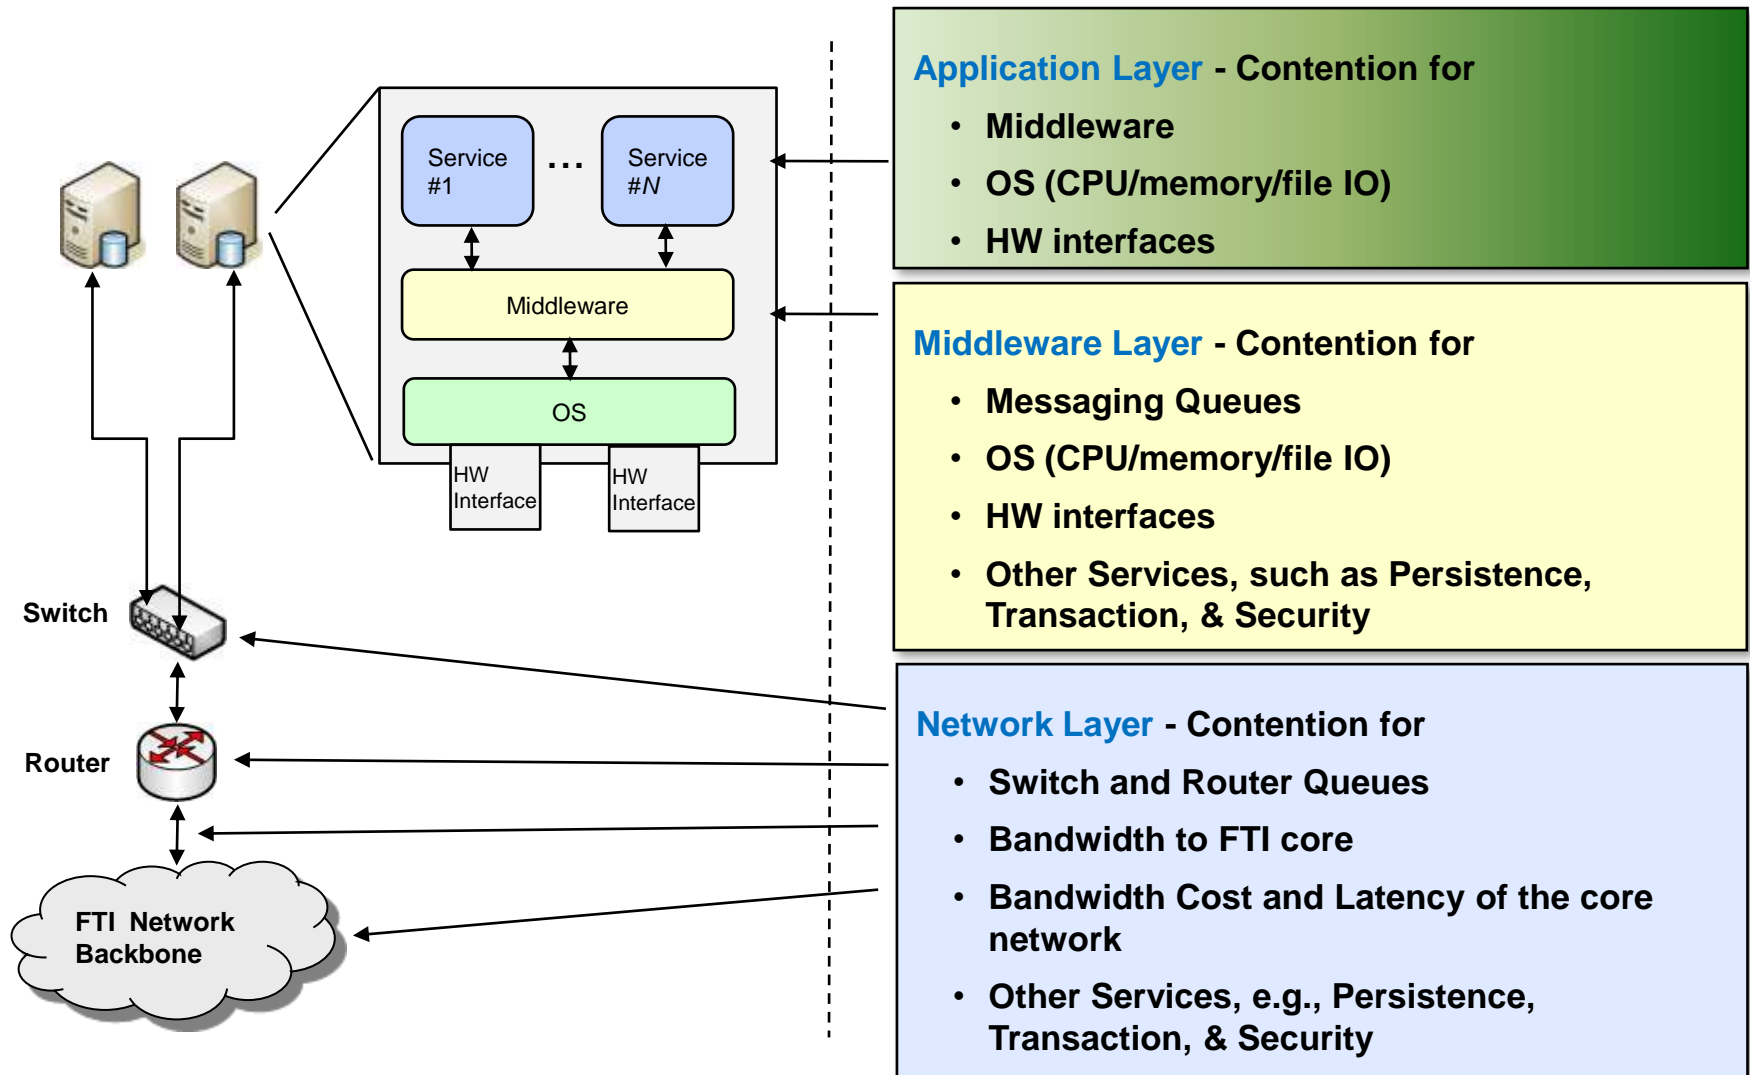 Service
#1
...
Service
#N
Middleware
OS
HW
Interface
HW
Interface
Switch
Router
FTI Network
Backbone
Application Layer - Contention for
• Middleware
• OS (CPU/memory/file IO)
• HW interfaces
Middleware Layer - Contention for
• Messaging Queues
• OS (CPU/memory/file IO)
• HW interfaces
• Other Services, such as Persistence,
Transaction, & Security
Network Layer - Contention for
• Switch and Router Queues
• Bandwidth to FTI core
• Bandwidth Cost and Latency of the core
network
• Other Services, e.g., Persistence,
Transaction, & Security